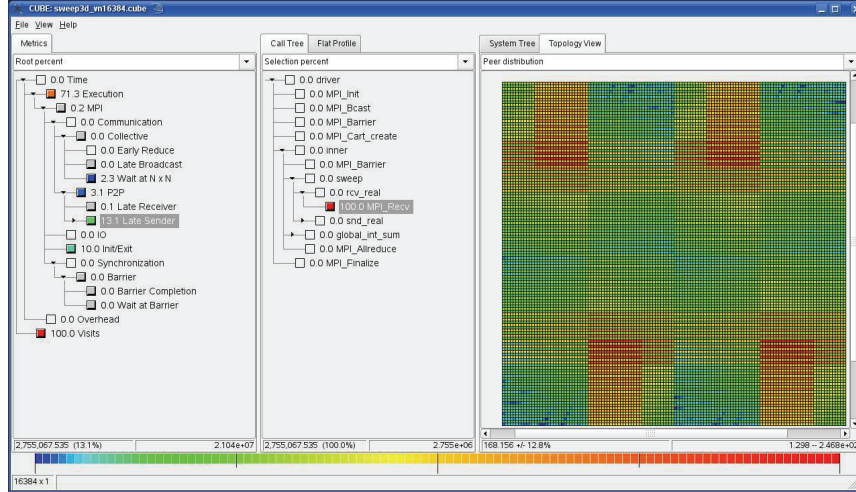 CUBE: sweep3d_vn16384.cube
File View Help
Metrics
Root percent
0.0 Time
71.3 Execution
0.2 MPI
0.0 Communication
0.0 Collective
0.0 Early Reduce
0.0 Late Broadcast
2.3 Wait at N x N
3.1 P2P
0.1 Late Receiver
13.1 Late Sender
0.0 IO
10.0 Init/Exit
0.0 Synchronization
0.0 Barrier
0.0 Barrier Completion
0.0 Wait at Barrier
0.0 Overhead
100.0 Visits
2,755,067.535 (13.1%) 2.104e+07
Call Tree Flat Profile
Selection percent
0.0 driver
0.0 MPI_Init
0.0 MPI_Bcast
0.0 MPI_Barrier
0.0 MPI_Cart_create
0.0 inner
0.0 MPI_Barrier
0.0 sweep
0.0 rcv_real
100.0 MPI_Recv
0.0 snd_real
0.0 global_int_sum
0.0 MPI_Allreduce
0.0 MPI_Finalize
2,755,067.535 (100.0%) 2.755e+06
System Tree Topology View
Peer distribution
168.156 +/- 12.8% 1.298 -- 2.468e+02
16384 x 1